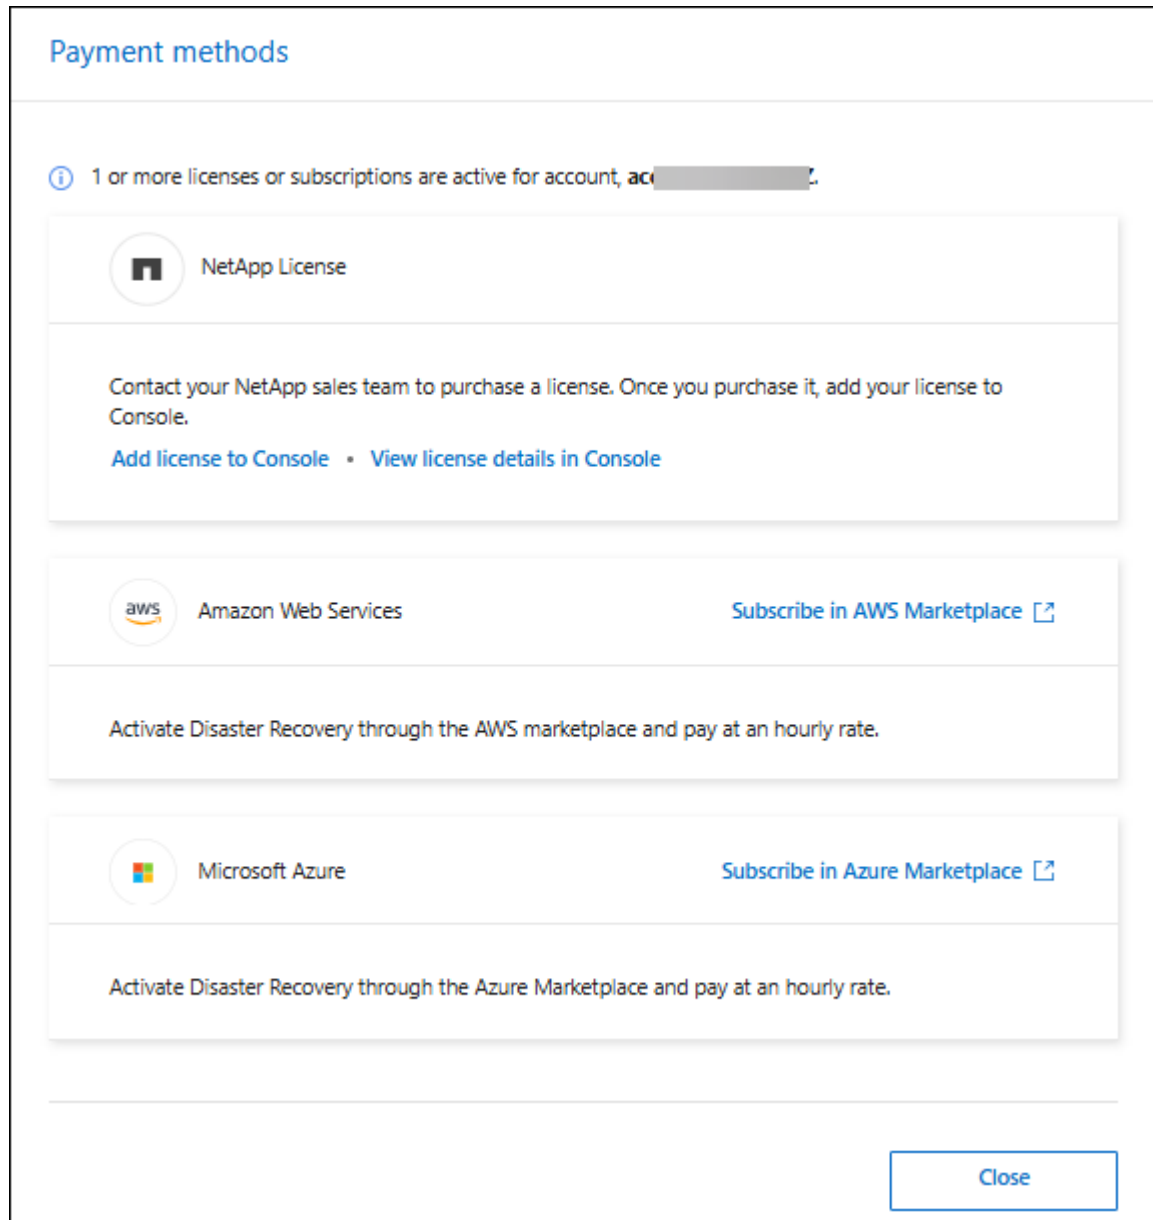 Payment methods
1 or more licenses or subscriptions are active for account,
NetApp License
Contact your NetApp sales team to purchase a license. Once you purchase it, add your license to
Console.
Add license to Console • View license details in Console
aws
Amazon Web Services
Subscribe in AWS Marketplace
Activate Disaster Recovery through the AWS marketplace and pay at an hourly rate.
Microsoft Azure
Subscribe in Azure Marketplace
Activate Disaster Recovery through the Azure Marketplace and pay at an hourly rate.
Close